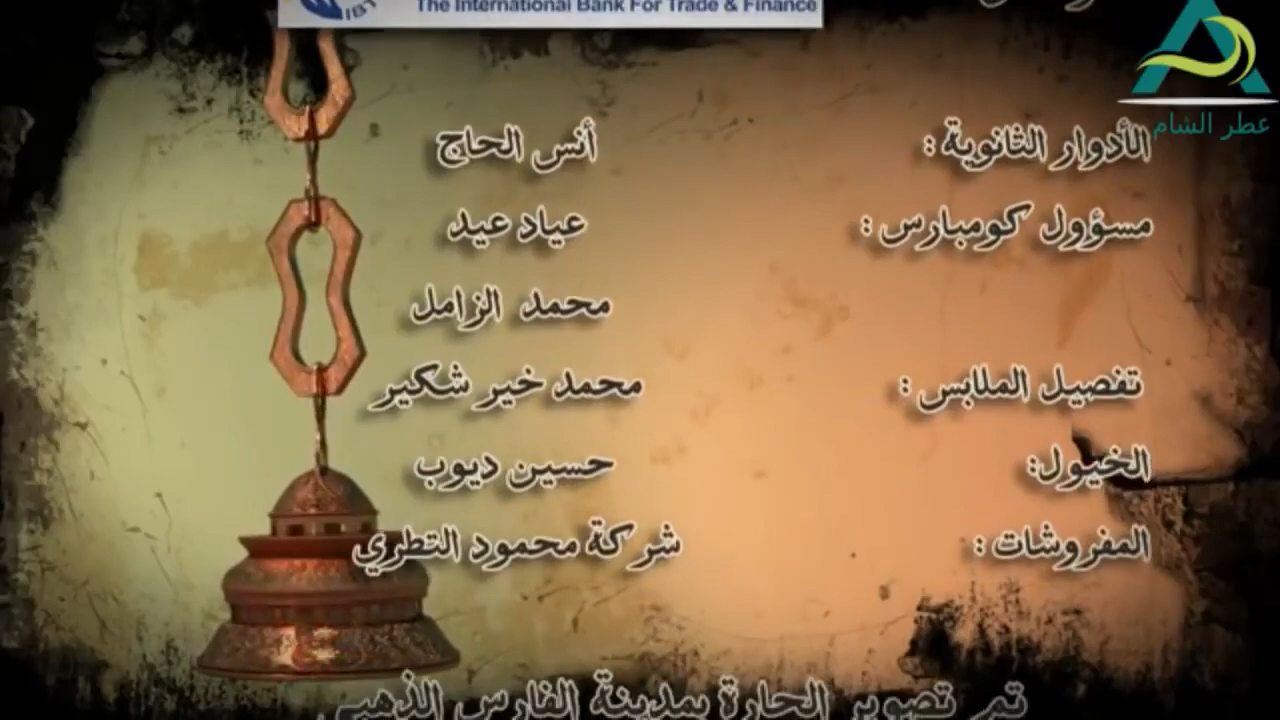 IBT The International Bank For Trade & Finance
عطر الشام
الأدوار الثانوية : أنس الحاج
مسؤول كومبارس : عياد عيد
محمد الزامل
تفصيل الملابس : محمد خير شكير
الخيول: حسين ديوب
المفروشات : شركة محمود التطري
تم تصوير الحارة بمدينة الفارس الذهبي